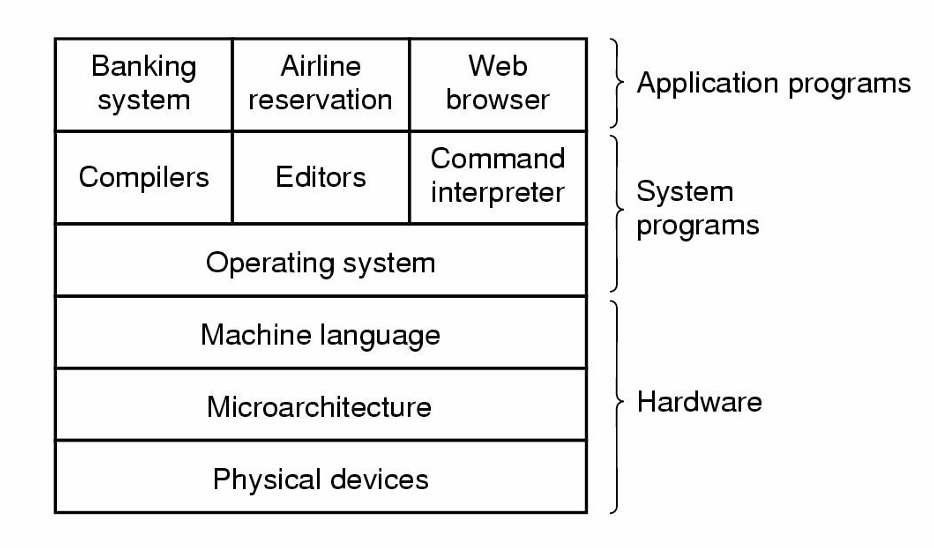 Banking
system
Airline
reservation
Web
browser
Application programs
Compilers
Editors
Command
interpreter
System
programs
Operating system
Machine language
Microarchitecture
Hardware
Physical devices